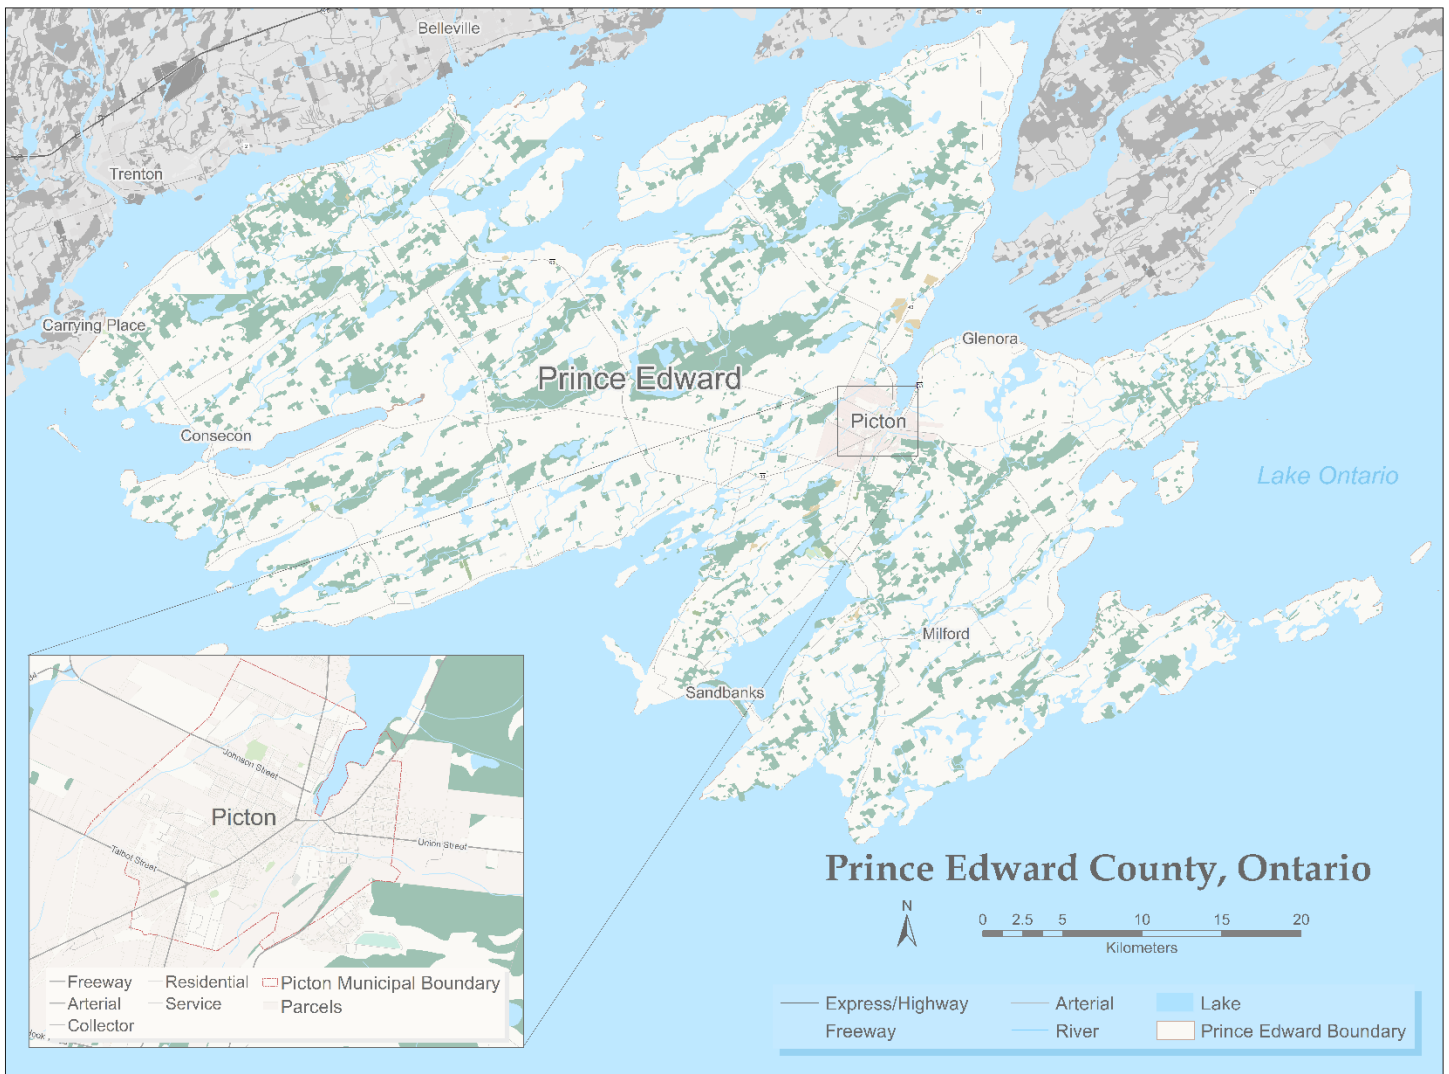 Belleville
Trenton
Carrying Place
Glenora
Prince Edward
Picton
Consecon
Lake Ontario
Milford
Sandbanks
Johnson Street
Picton
Talbot Street
Union Street
Freeway
Residential
Picton Municipal Boundary
Arterial
Service
Parcels
Collector
Prince Edward County, Ontario
N
0 2.5 5 10 15 20
Kilometers
Express/Highway
Arterial
Lake
Freeway
River
Prince Edward Boundary